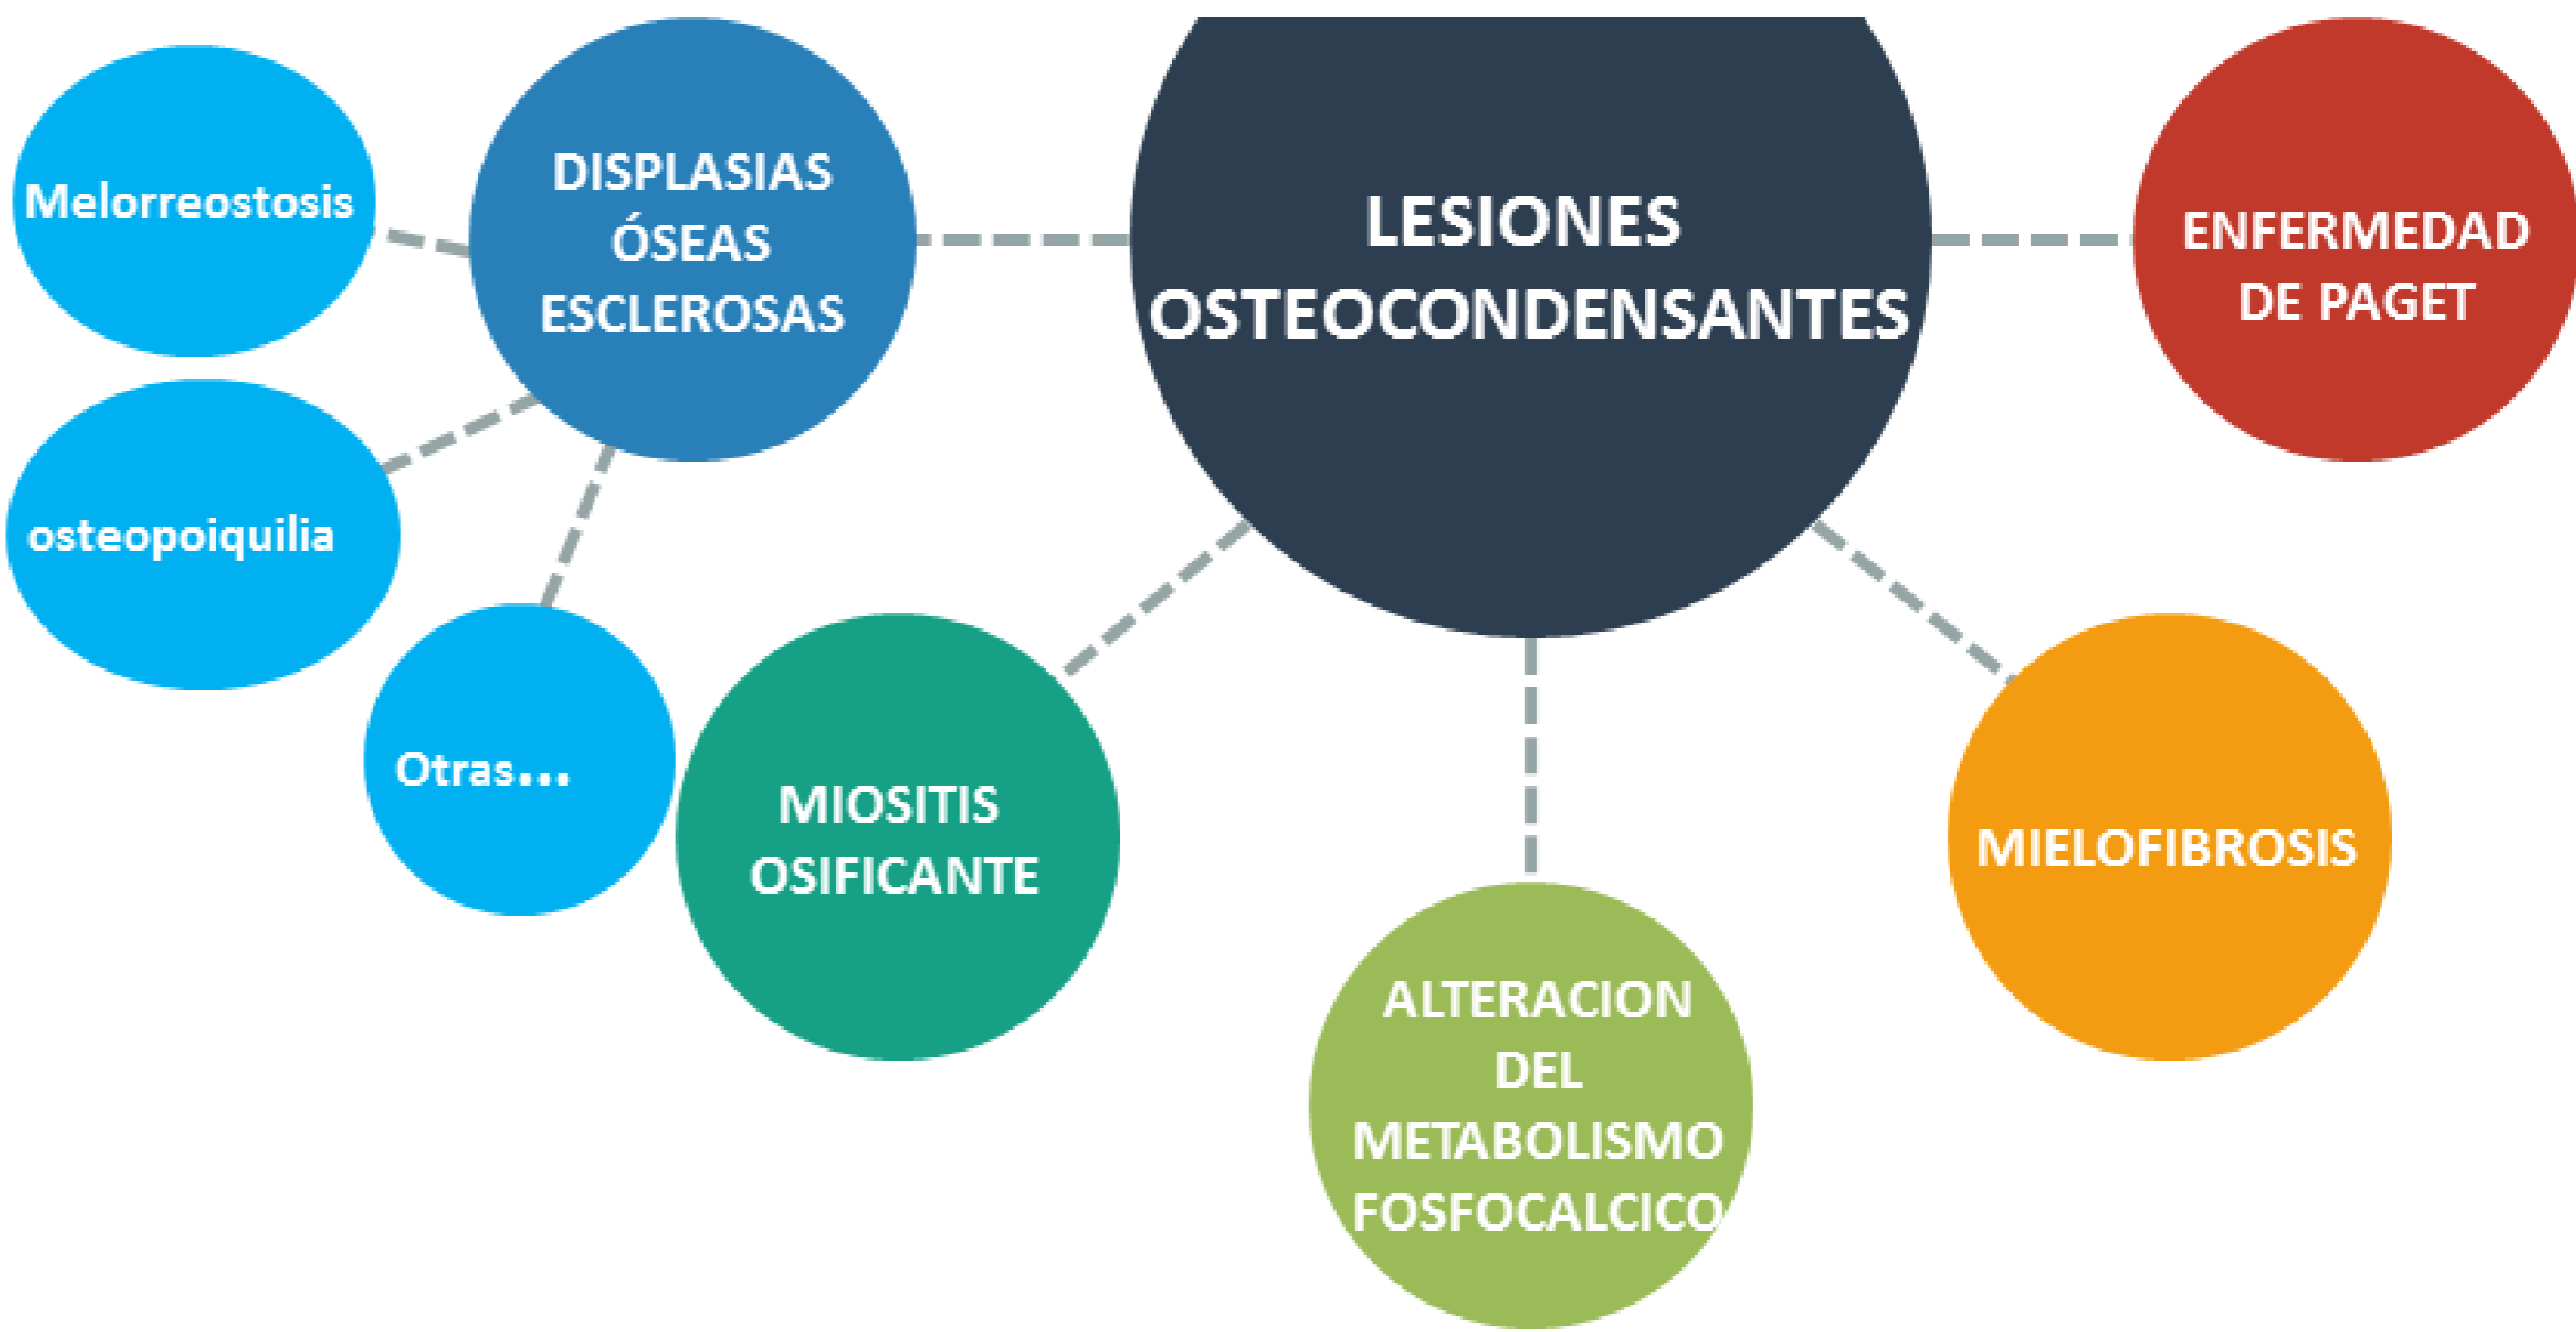 Melorreostosis
DISPLASIAS
ÓSEAS
ESCLEROSAS
LESIONES
OSTEOCONDENSANTES
ENFERMEDAD
DE PAGET
osteopoiquilia
Otras...
MIOSITIS
OSIFICANTE
ALTERACION
DEL
METABOLISMO
FOSFOCALCICO
MIELOFIBROSIS